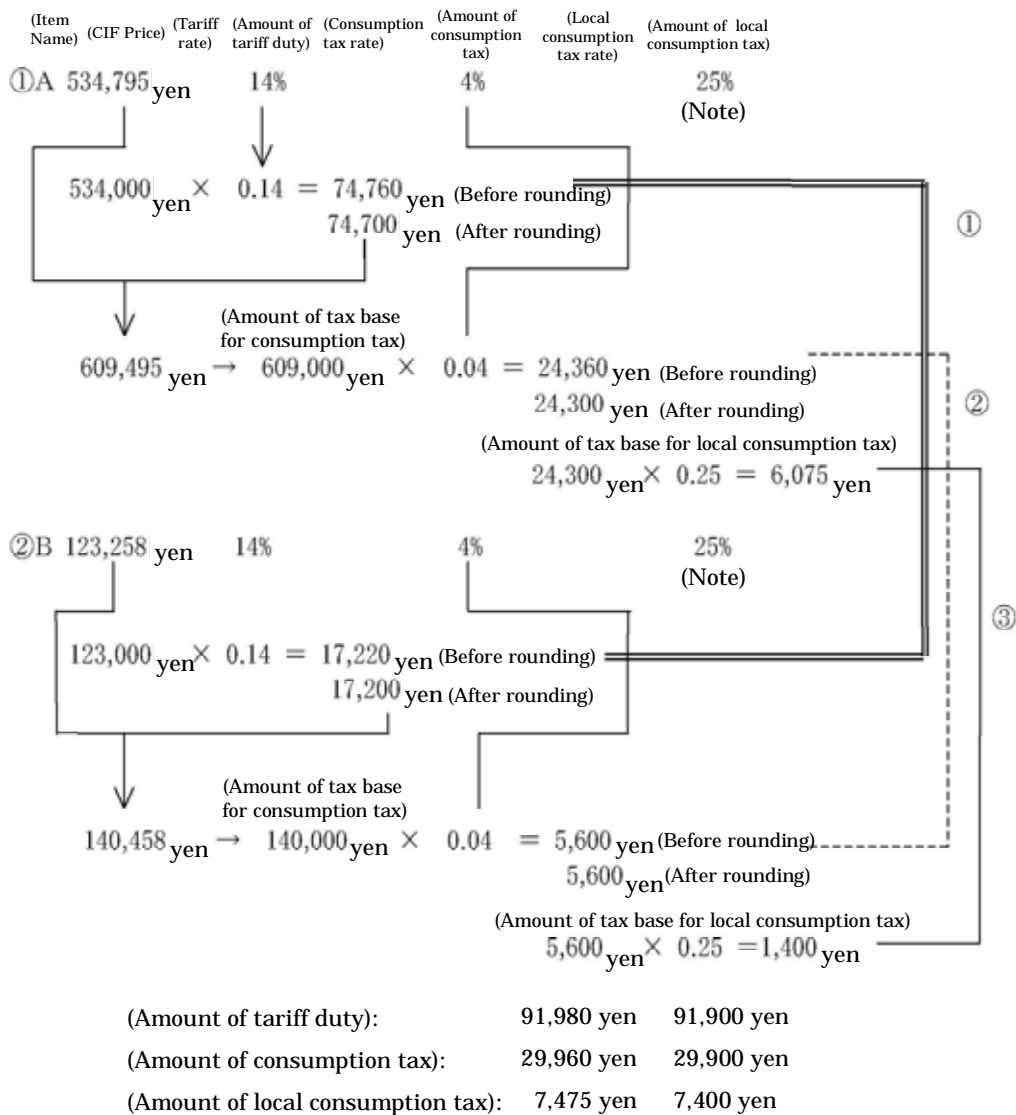 (Item Name) (CIF Price) (Tariff rate) (Amount of tariff duty) (Consumption tax rate) (Amount of consumption tax) (Local consumption tax rate) (Amount of local consumption tax)
①A 534,795 yen 14% 4% 25%
(Note)
534,000 yen × 0.14 = 74,760 yen (Before rounding)
74,700 yen (After rounding)
①
(Amount of tax base for consumption tax)
609,495 yen → 609,000 yen × 0.04 = 24,360 yen (Before rounding)
24,300 yen (After rounding)
②
(Amount of tax base for local consumption tax)
24,300 yen × 0.25 = 6,075 yen
②B 123,258 yen 14% 4% 25%
(Note)
③
123,000 yen × 0.14 = 17,220 yen (Before rounding)
17,200 yen (After rounding)
(Amount of tax base for consumption tax)
140,458 yen → 140,000 yen × 0.04 = 5,600 yen (Before rounding)
5,600 yen (After rounding)
(Amount of tax base for local consumption tax)
5,600 yen × 0.25 = 1,400 yen
(Amount of tariff duty): 91,980 yen 91,900 yen
(Amount of consumption tax): 29,960 yen 29,900 yen
(Amount of local consumption tax): 7,475 yen 7,400 yen